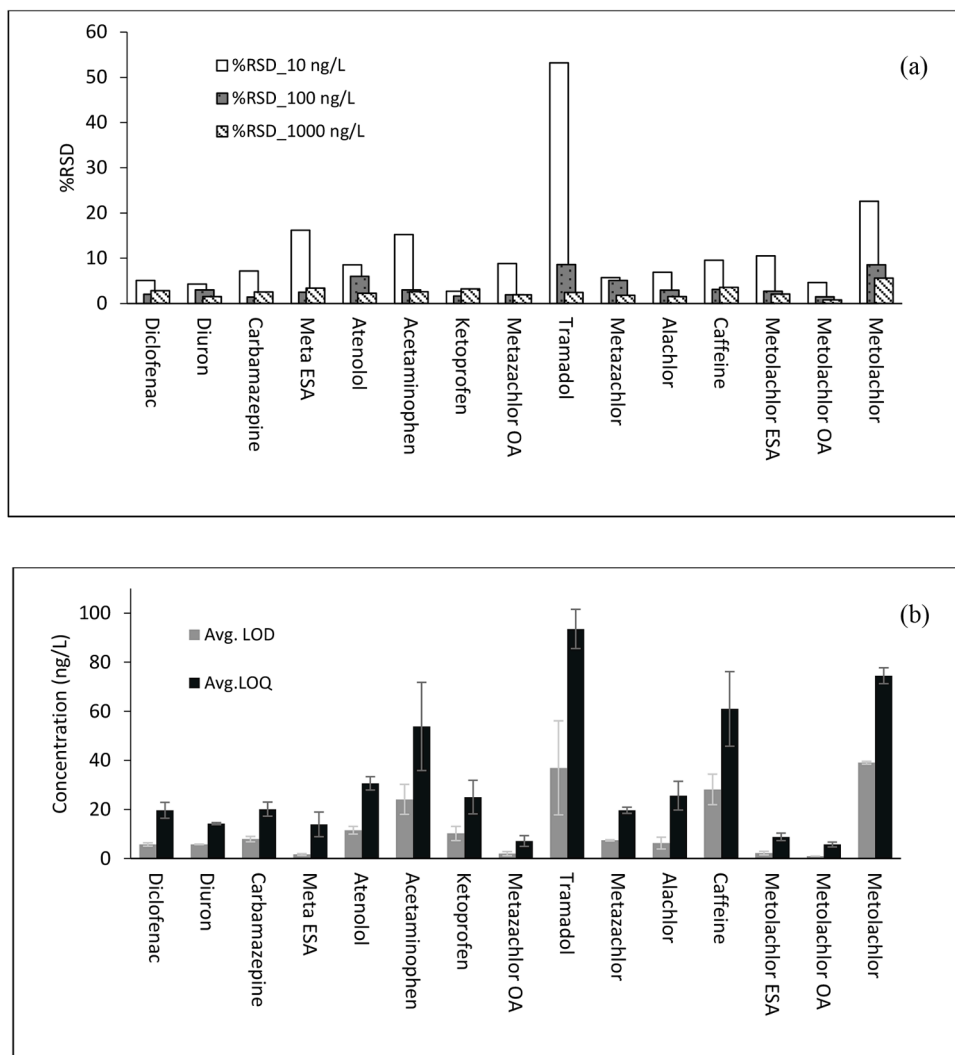 60
50
40
30
20
10
0
%RSD
%RSD_10 ng/L
%RSD_100 ng/L
%RSD_1000 ng/L
(a)
Diclofenac
Diuron
Carbamazepine
Meta ESA
Atenolol
Acetaminophen
Ketoprofen
Metazachlor OA
Tramadol
Metazachlor
Alachlor
Caffeine
Metolachlor ESA
Metolachlor OA
Metolachlor
100
80
60
40
20
0
Concentration (ng/L)
Avg. LOD
Avg.LOQ
(b)
Diclofenac
Diuron
Carbamazepine
Meta ESA
Atenolol
Acetaminophen
Ketoprofen
Metazachlor OA
Tramadol
Metazachlor
Alachlor
Caffeine
Metolachlor ESA
Metolachlor OA
Metolachlor